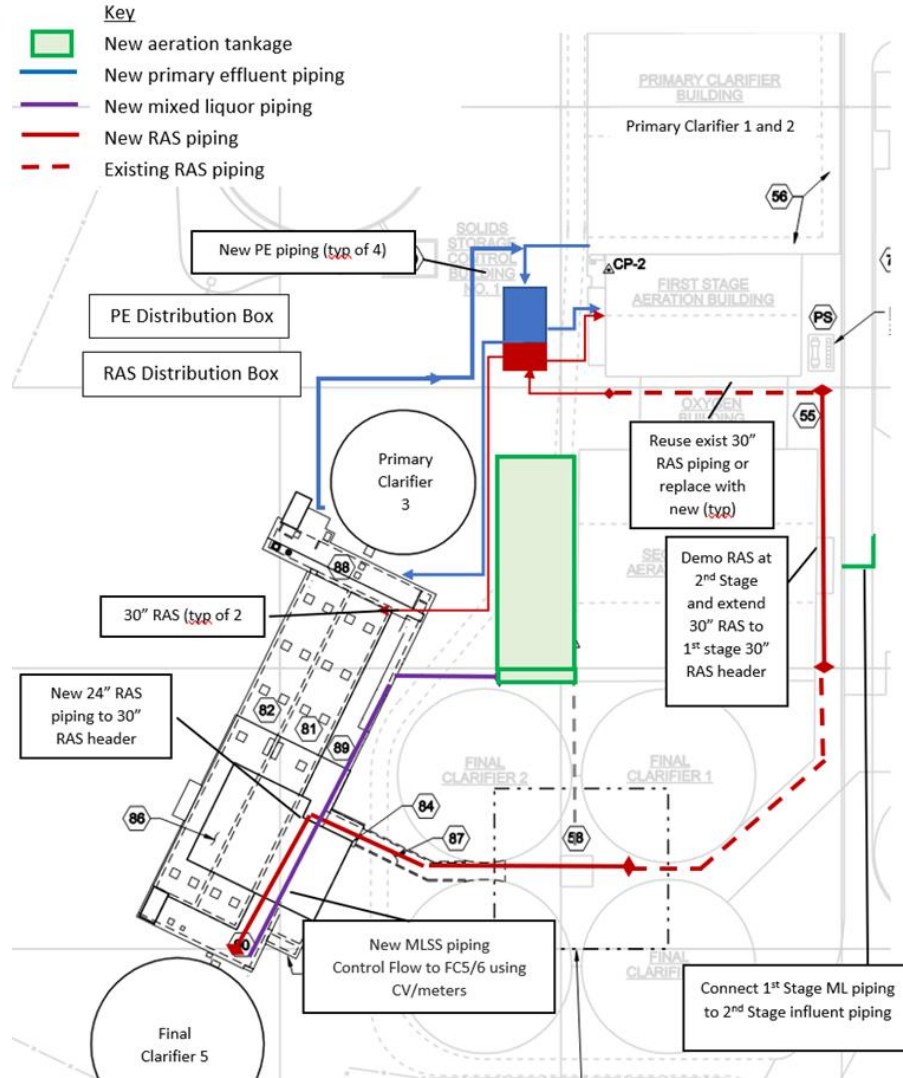 Key
New aeration tankage
New primary effluent piping
New mixed liquor piping
New RAS piping
Existing RAS piping
PRIMARY CLARIFIER
BUILDING
Primary Clarifier 1 and 2
56
SOLIDS
STORAGE
CONTROL
BUILDING
NO. 1
New PE piping (typ of 4)
CP-2
FIRST STAGE
AERATION BUILDING
PS
PE Distribution Box
RAS Distribution Box
OXYGEN
BUILDING
55
Reuse exist 30”
RAS piping or
replace with
new (typ)
Primary
Clarifier
3
Demo RAS at
2nd Stage
and extend
30” RAS to
1st stage 30”
RAS header
88
30” RAS (typ of 2
New 24” RAS
piping to 30”
RAS header
82
81
89
FINAL
CLARIFIER 2
FINAL
CLARIFIER 1
86
84
87
58
New MLSS piping
Control Flow to FC5/6 using
CV/meters
FINAL
Connect 1st Stage ML piping
to 2nd Stage influent piping
Final
Clarifier 5